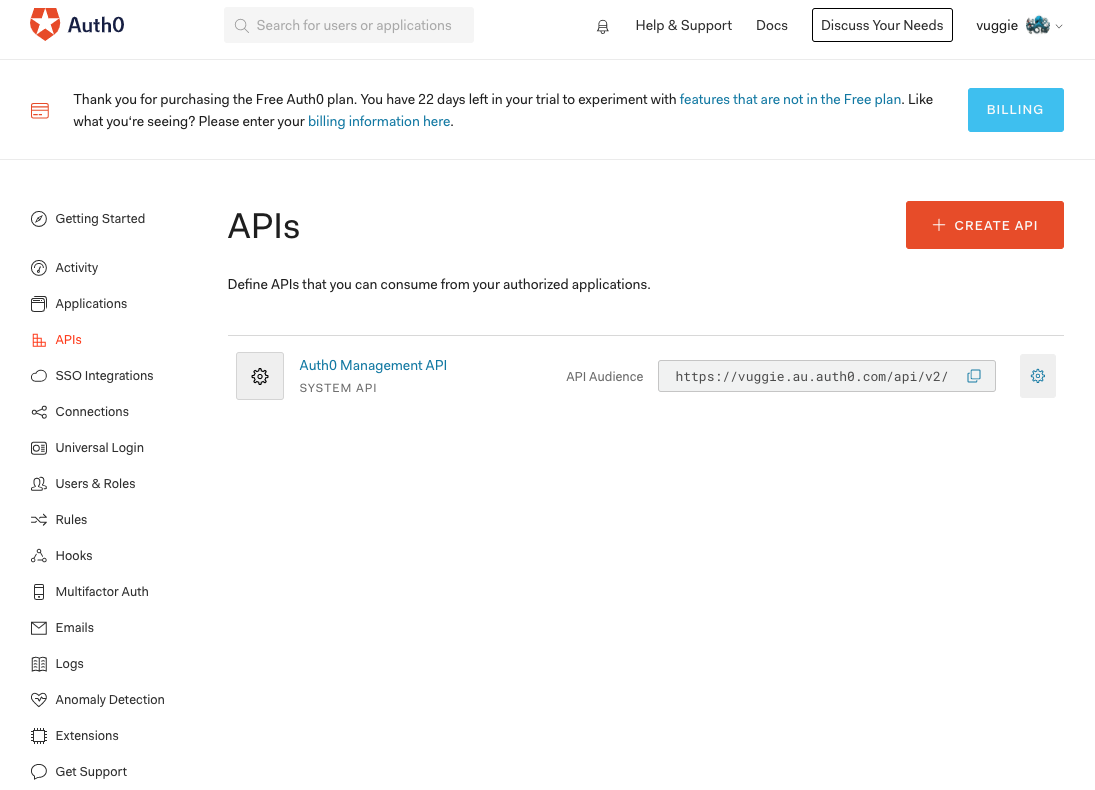 Auth0
Search for users or applications
Help & Support
Docs
Discuss Your Needs
vuggie
Thank you for purchasing the Free Auth0 plan. You have 22 days left in your trial to experiment with features that are not in the Free plan. Like
what you're seeing? Please enter your billing information here.
BILLING
Getting Started
Activity
Applications
APIs
SSO Integrations
Connections
Universal Login
Users & Roles
Rules
Hooks
Multifactor Auth
Emails
Logs
Anomaly Detection
Extensions
Get Support
APIs
CREATE API
Define APIs that you can consume from your authorized applications.
Auth0 Management API
SYSTEM API
API Audience
https://vuggie.au.auth0.com/api/v2/